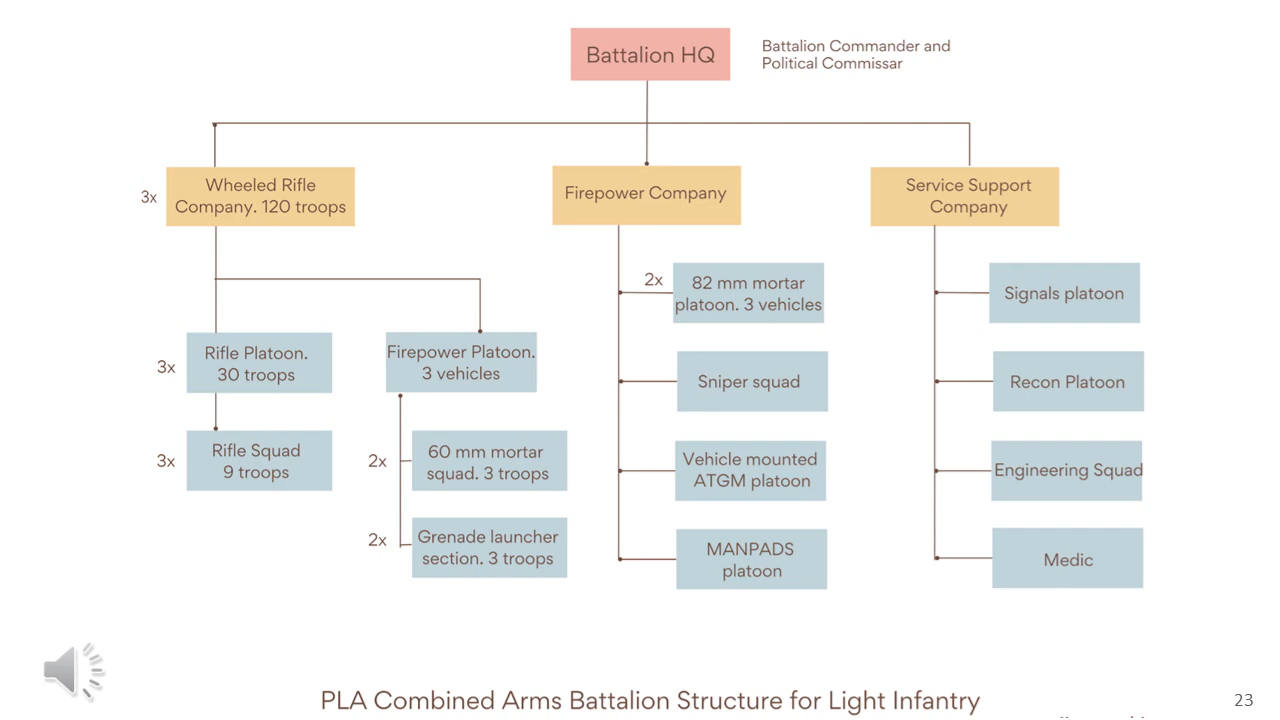 Battalion HQ
Battalion Commander and
Political Commissar
3x
Wheeled Rifle
Company. 120 troops
Firepower Company
Service Support
Company
3x
Rifle Platoon.
30 troops
3x
Rifle Squad
9 troops
Firepower Platoon.
3 vehicles
2x
60 mm mortar
squad. 3 troops
2x
Grenade launcher
section. 3 troops
2x
82 mm mortar
platoon. 3 vehicles
Sniper squad
Vehicle mounted
ATGM platoon
MANPADS
platoon
Signals platoon
Recon Platoon
Engineering Squad
Medic
PLA Combined Arms Battalion Structure for Light Infantry
23